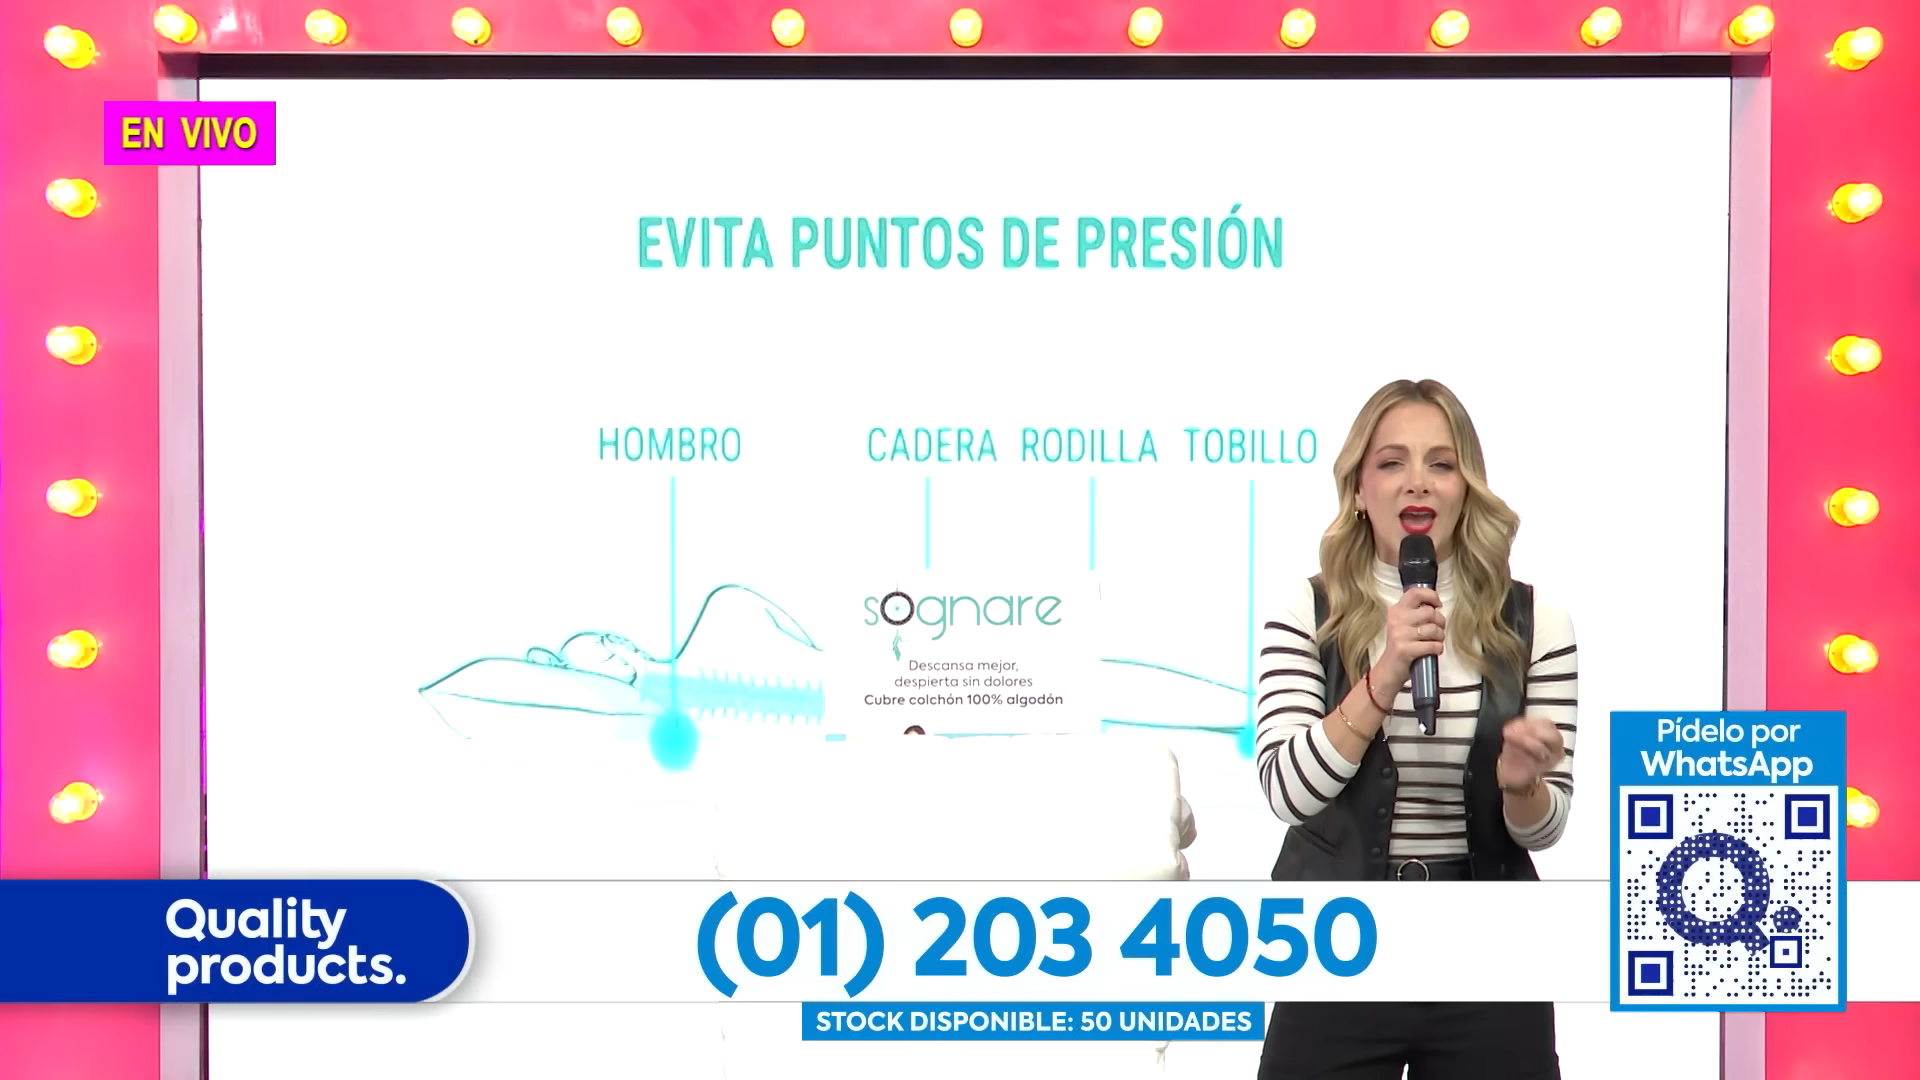 EN VIVO
EVITA PUNTOS DE PRESIÓN
HOMBRO CADERA RODILLA TOBILLO
sognare
Descansa mejor,
despierta sin dolores
Cubre colchón 100% algodón
Pídelo por
WhatsApp
Quality
products.
(01) 203 4050
STOCK DISPONIBLE: 50 UNIDADES